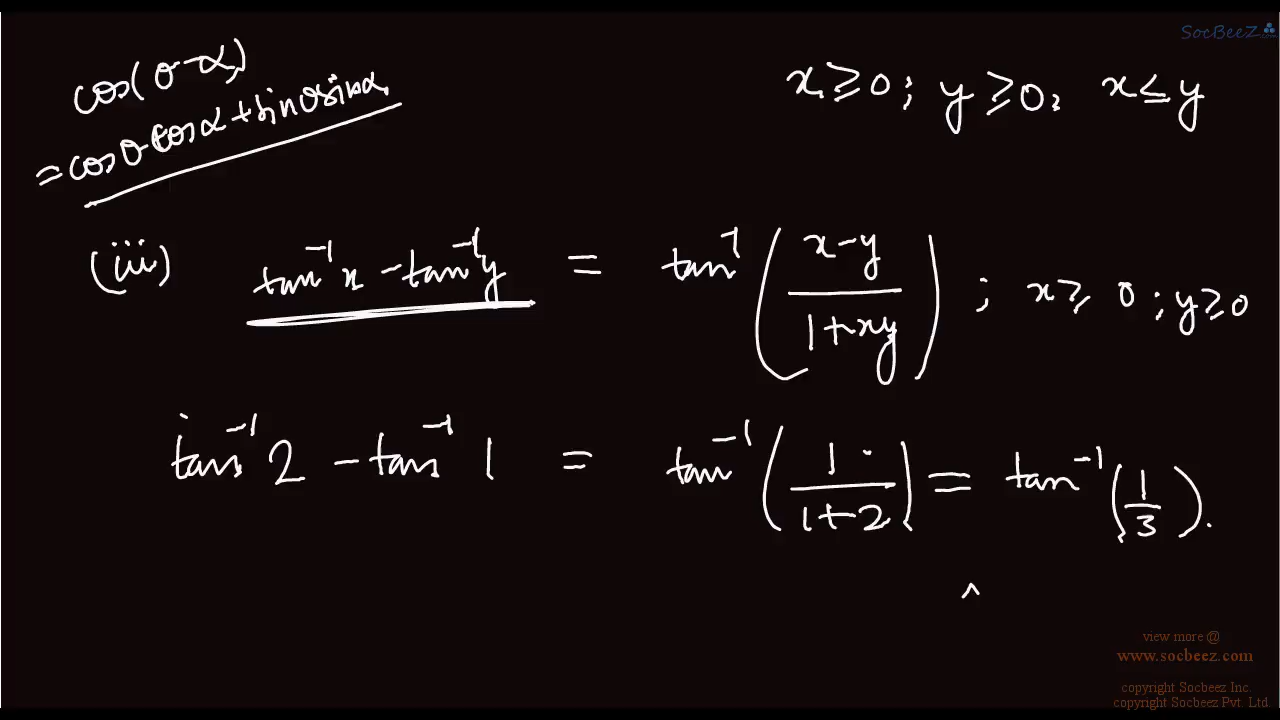 SocBeeZ
cos(θ-α)
= cosθ cosα + sinθ sinα
x ≥ 0 ; y ≥ 0, x ≤ y
(iii) tan⁻¹x - tan⁻¹y = tan⁻¹((x-y)/(1+xy)) ; x ≥ 0 ; y ≥ 0
tan⁻¹2 - tan⁻¹1 = tan⁻¹(1/(1+2)) = tan⁻¹(1/3).
view more @
www.socbeez.com
copyright Socbeez Inc.
copyright Socbeez Pvt. Ltd